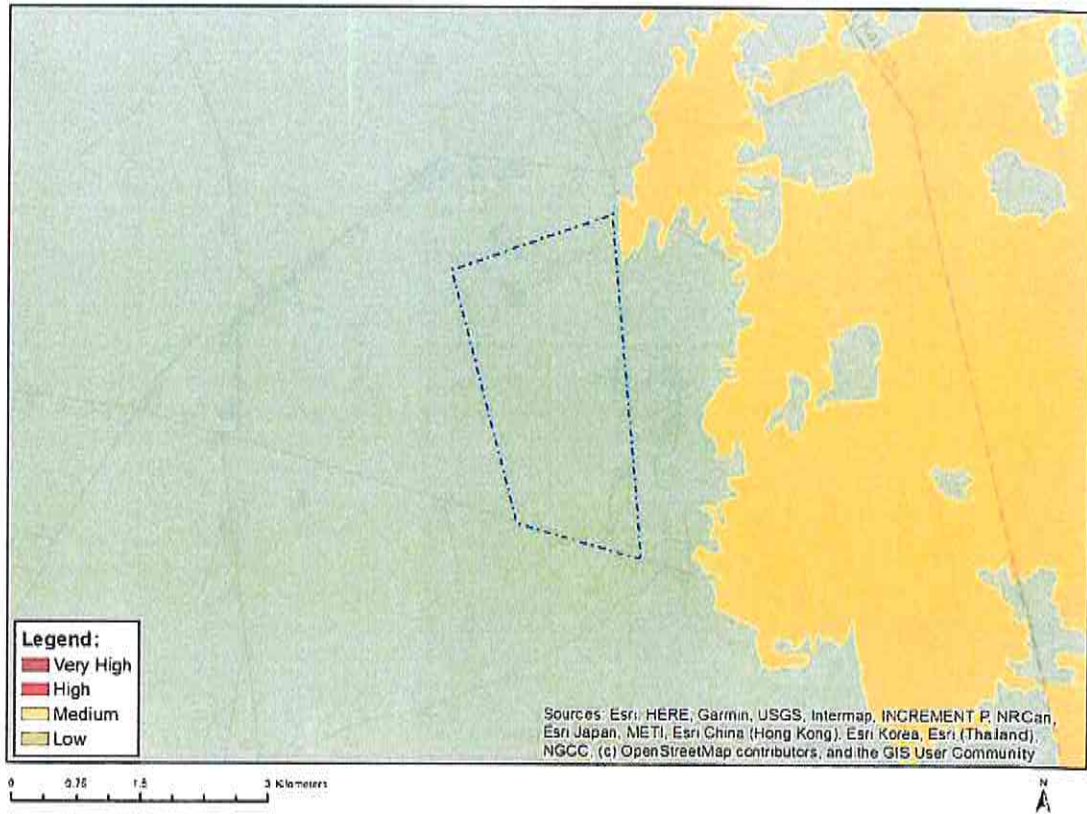 Legend:
Very High
High
Medium
Low
Sources: Esri, HERE, Garmin, USGS, Intermap, INCREMENT P, NRCan,
Esri Japan, METI, Esri China (Hong Kong), Esri Korea, Esri (Thailand),
NGCC, (c) OpenStreetMap contributors, and the GIS User Community
0 0.75 1.5 3 Kilometers
N